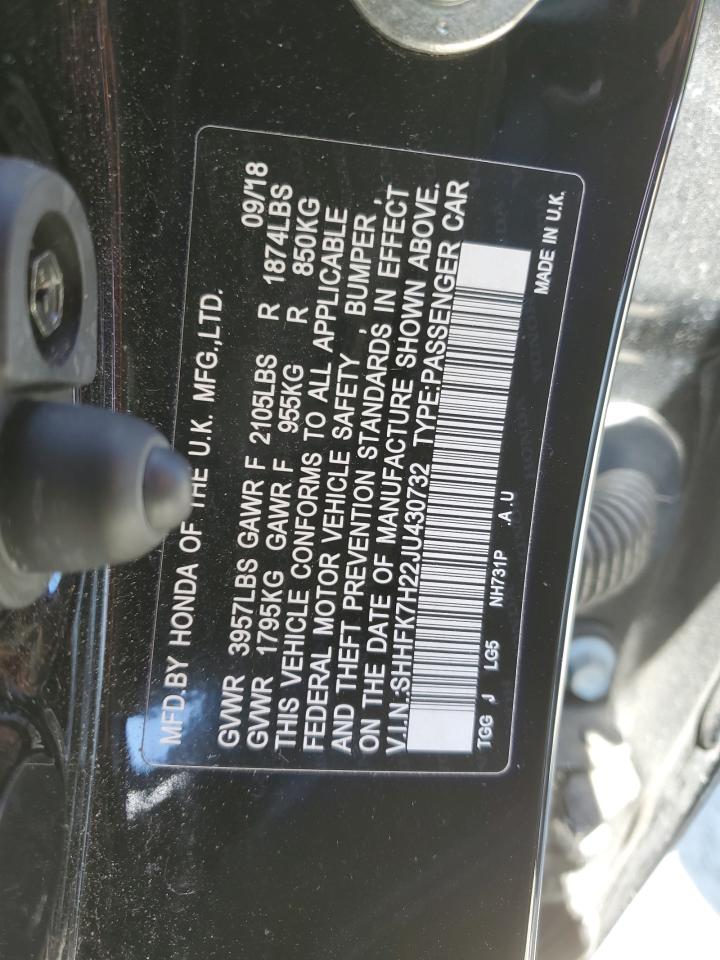 MFD.BY HONDA OF THE U.K. MFG.,LTD. 09/18
GVWR 3957LBS GAWR F 2105LBS R 1874LBS
GVWR 1795KG GAWR F 955KG R 850KG
THIS VEHICLE CONFORMS TO ALL APPLICABLE
FEDERAL MOTOR VEHICLE SAFETY , BUMPER ,
AND THEFT PREVENTION STANDARDS IN EFFECT
ON THE DATE OF MANUFACTURE SHOWN ABOVE.
V.I.N.:SHHFK7H22JU430732 TYPE:PASSENGER CAR
TGG J LG5 NH731P .A.U MADE IN U.K.